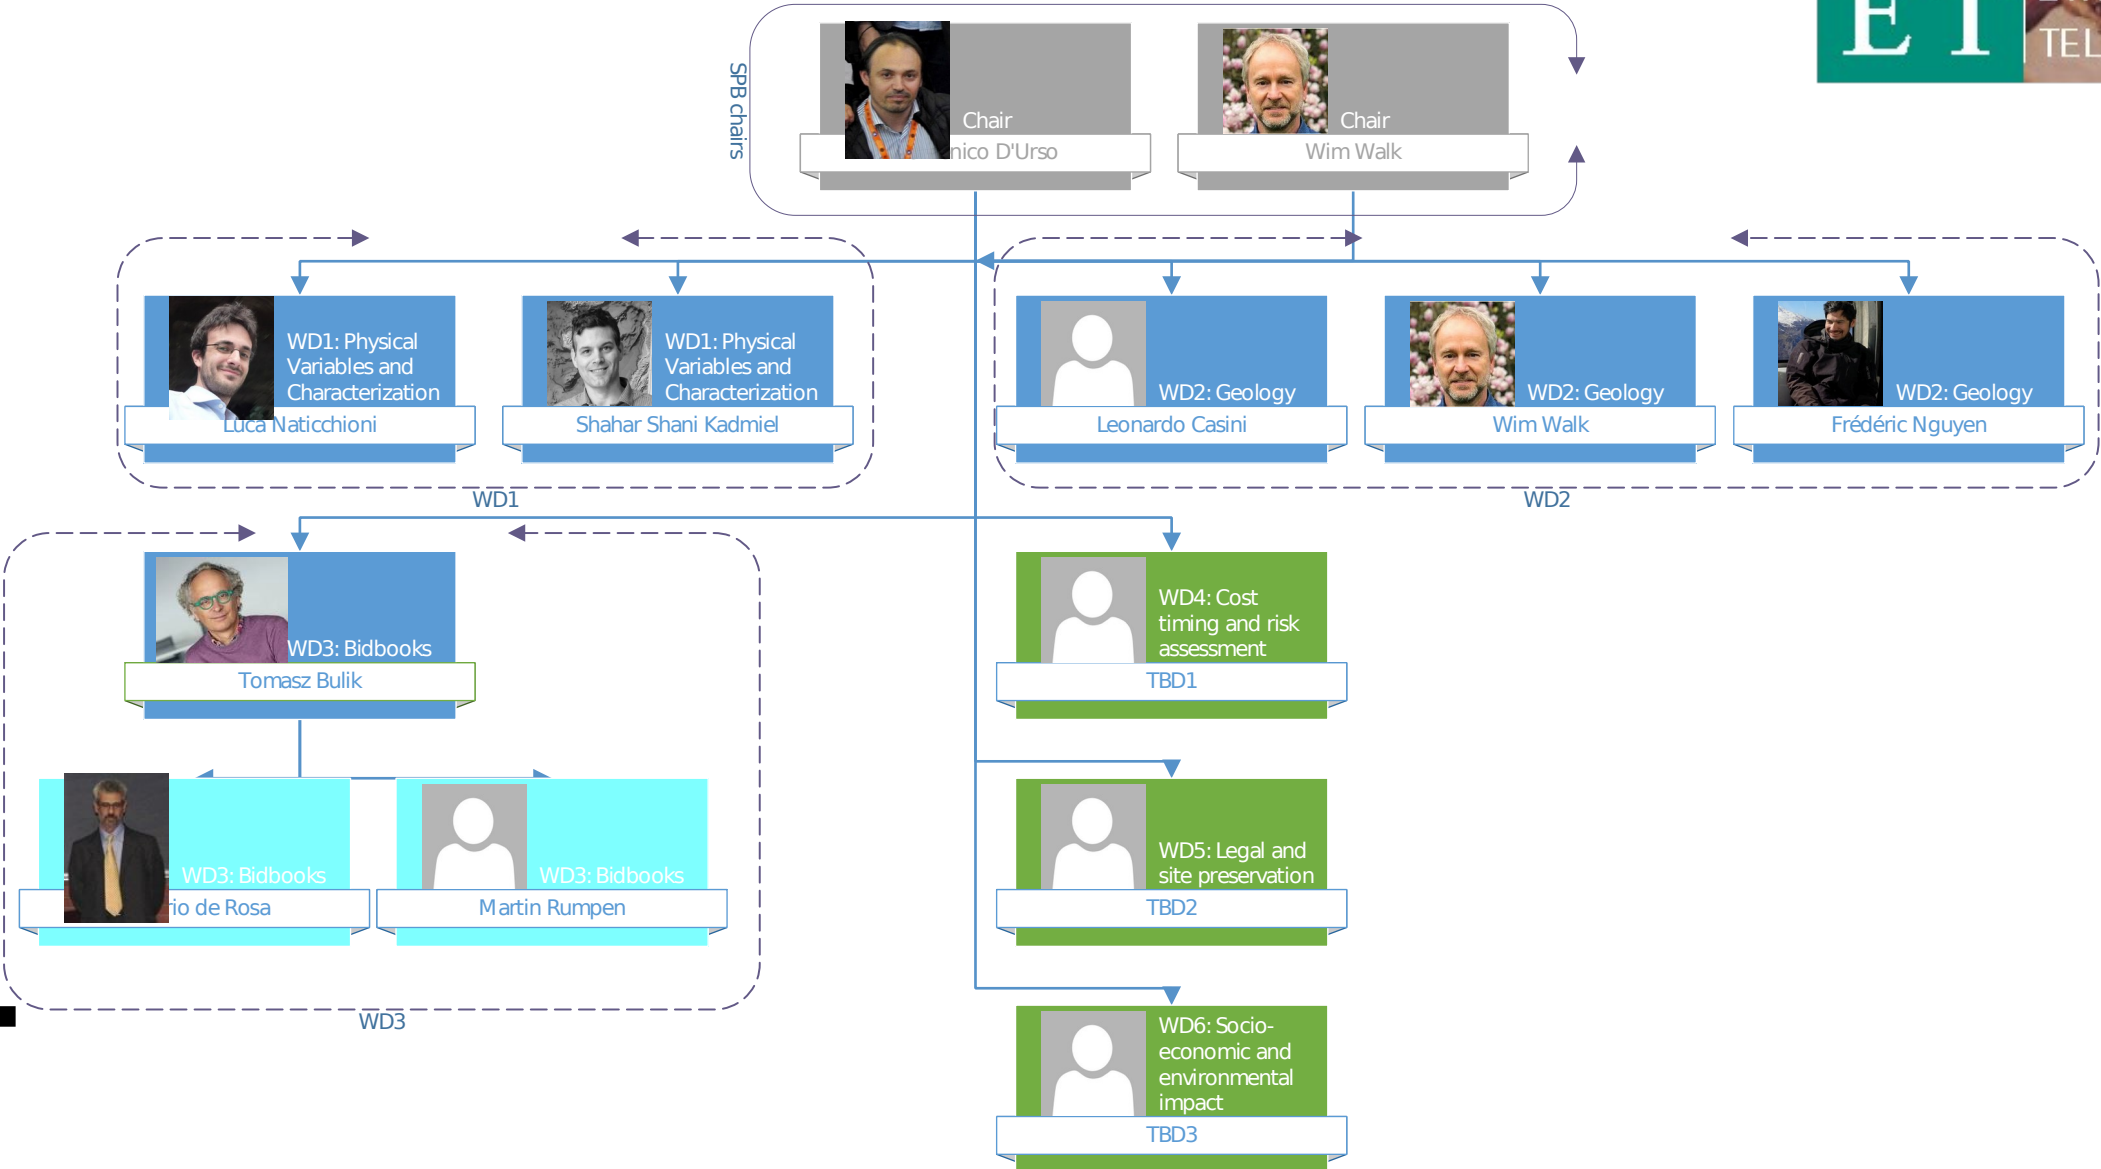 ET
TEL
SPB chairs
Chair
nico D'Urso
Chair
Wim Walk
WD1: Physical
Variables and
Characterization
Luca Naticchioni
WD1: Physical
Variables and
Characterization
Shahar Shani Kadmiel
WD2: Geology
Leonardo Casini
WD2: Geology
Wim Walk
WD2: Geology
Frédéric Nguyen
WD1
WD2
WD3: Bidbooks
Tomasz Bulik
WD4: Cost
timing and risk
assessment
TBD1
WD3: Bidbooks
rio de Rosa
WD3: Bidbooks
Martin Rumpen
WD5: Legal and
site preservation
TBD2
WD3
WD6: Socio-
economic and
environmental
impact
TBD3